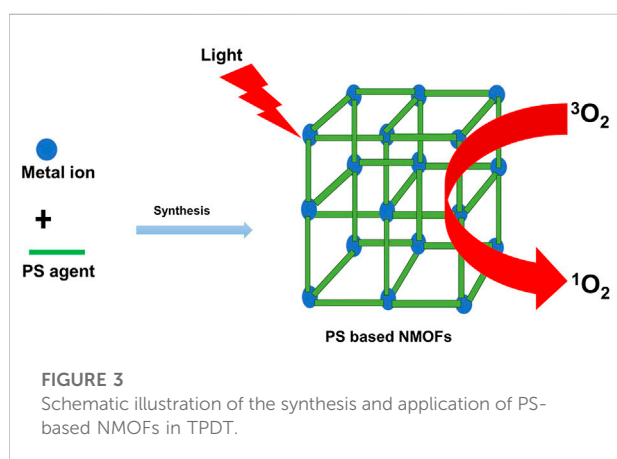 Light
³O₂
Metal ion
+
Synthesis
PS agent
¹O₂
PS based NMOFs
FIGURE 3
Schematic illustration of the synthesis and application of PS-
based NMOFs in TPDT.